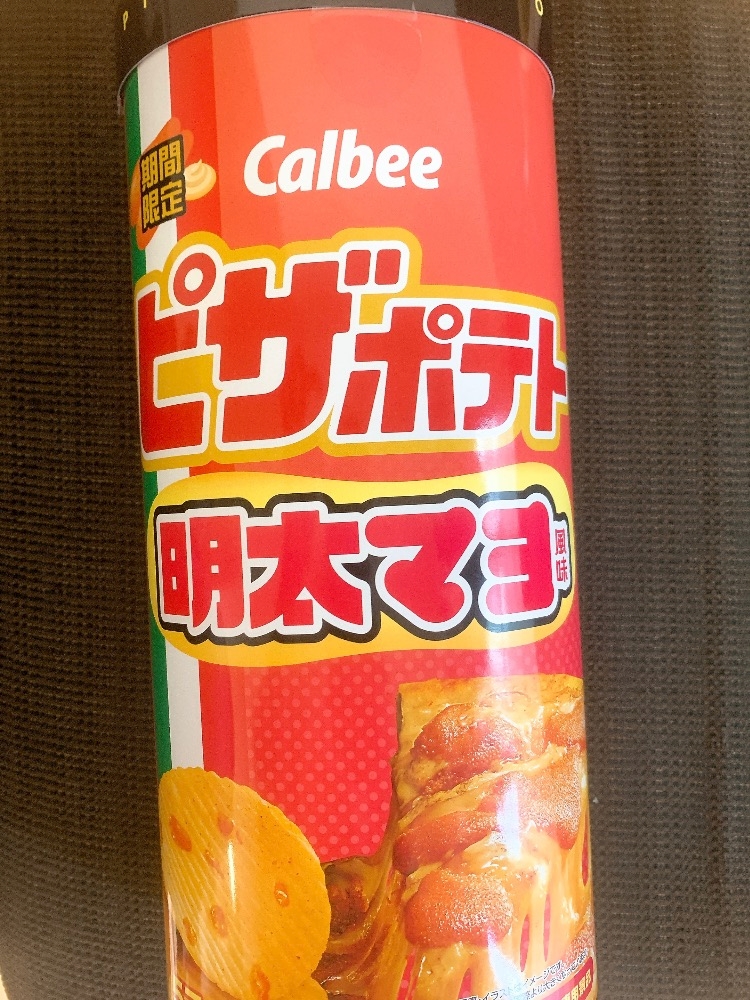 期間
限定
Calbee
ピザポテト
明太マヨ
風味